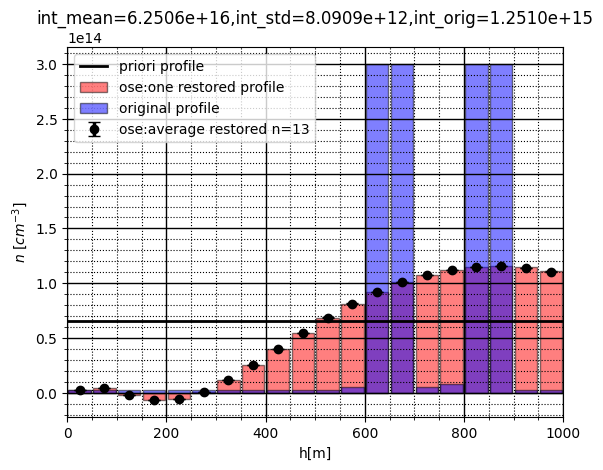 int_mean=6.2506e+16,int_std=8.0909e+12,int_orig=1.2510e+15
1e14
priori profile
ose:one restored profile
original profile
ose:average restored n=13
3.0
2.5
2.0
1.5
1.0
0.5
0.0
n [cm⁻³]
0 200 400 600 800 1000
h[m]